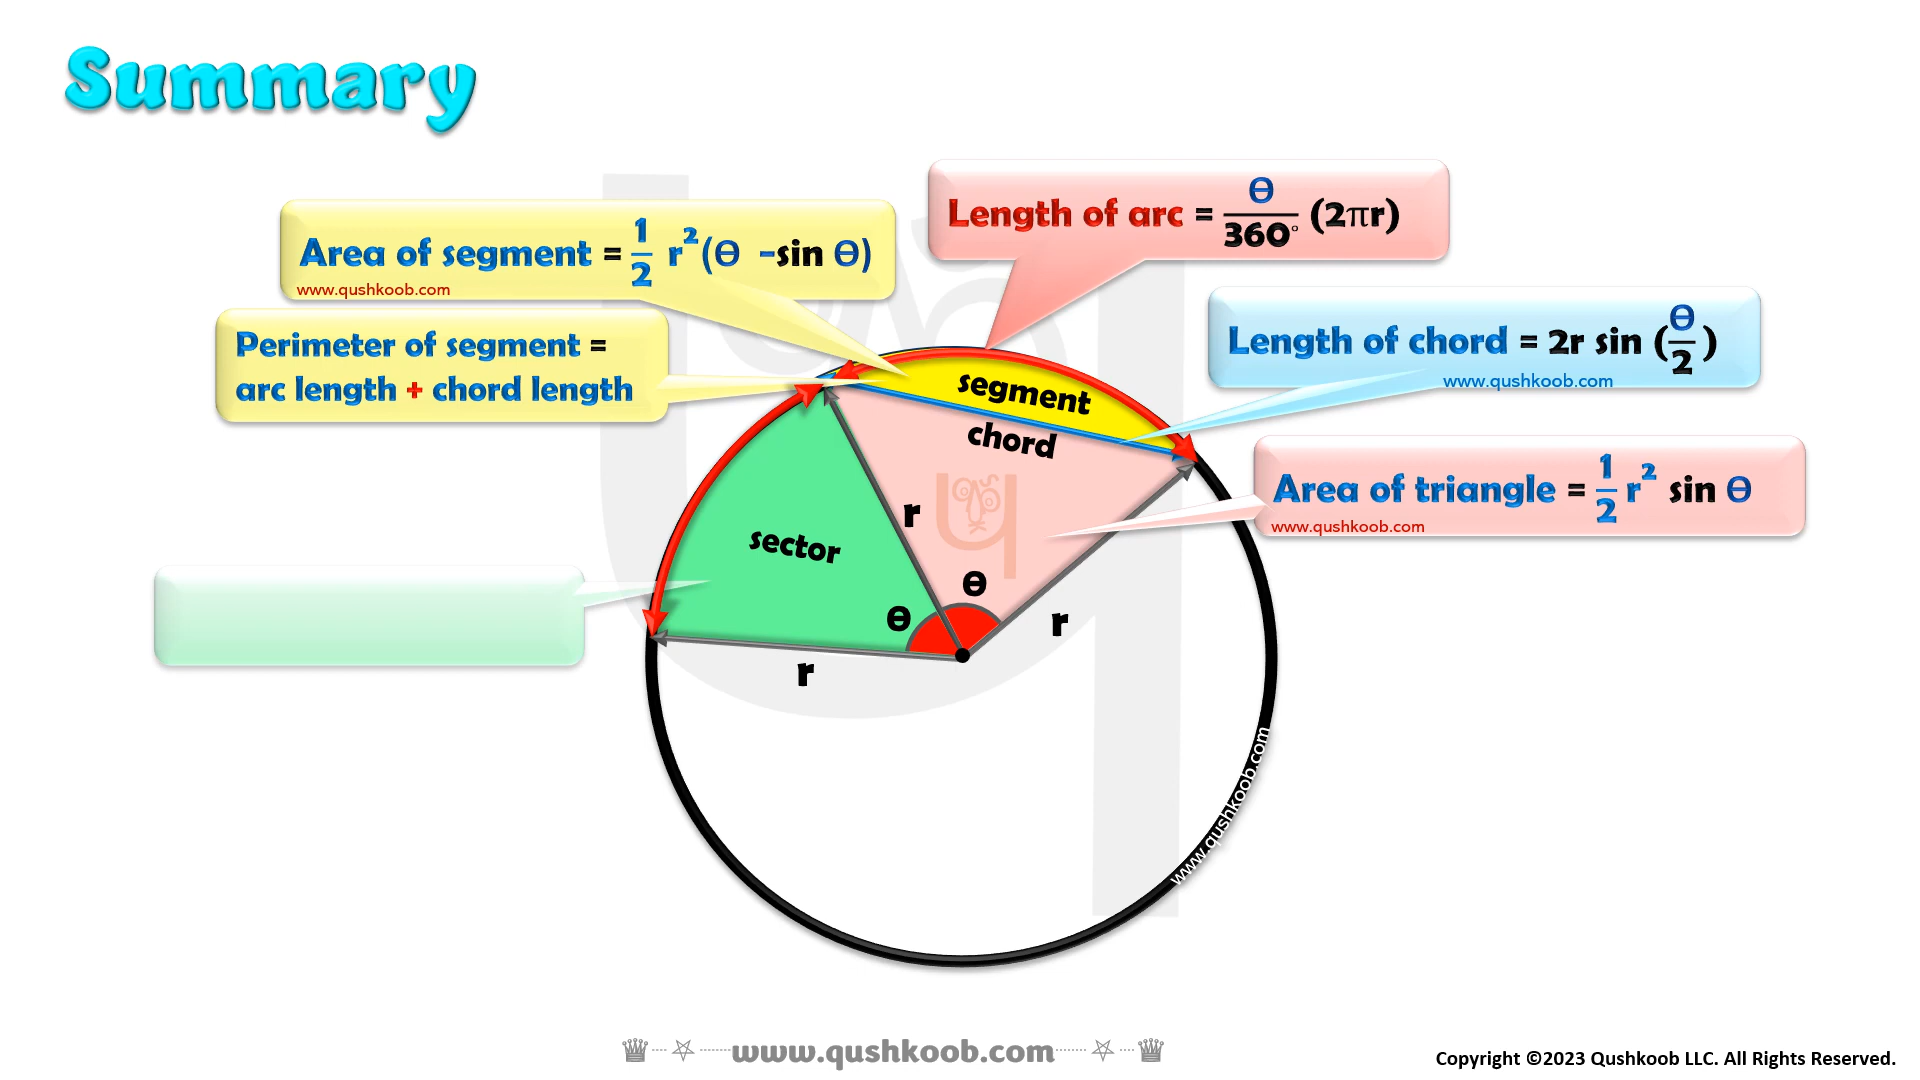 Summary
Length of arc = Ө/360° (2πr)
Area of segment = 1/2 r²(Ө -sin Ө)
www.qushkoob.com
Length of chord = 2r sin (Ө/2)
www.qushkoob.com
Perimeter of segment =
arc length + chord length
segment
chord
Area of triangle = 1/2 r² sin Ө
www.qushkoob.com
r
sector
Ө
Ө
r
r
www.qushkoob.com
www.qushkoob.com
Copyright ©2023 Qushkoob LLC. All Rights Reserved.